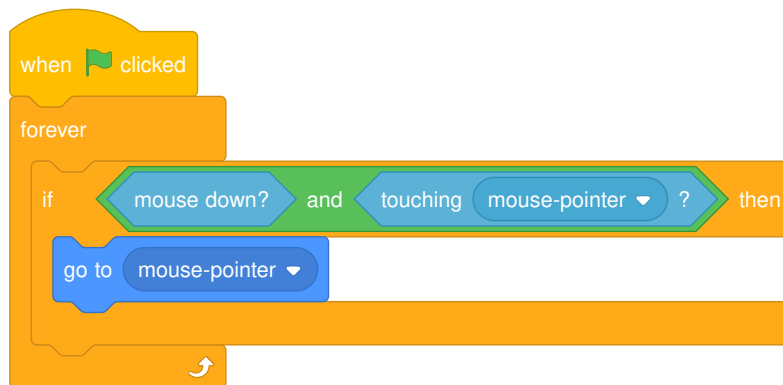 when clicked
forever
if mouse down? and touching mouse-pointer ? then
go to mouse-pointer